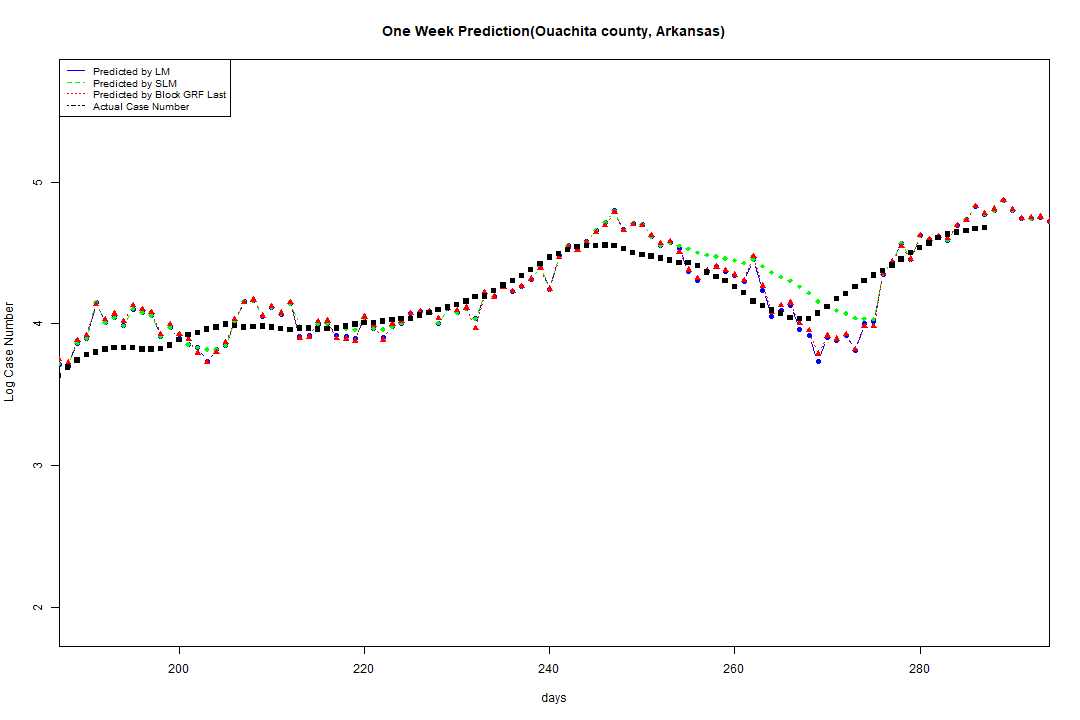 One Week Prediction(Ouachita county, Arkansas)
Predicted by LM
Predicted by SLM
Predicted by Block GRF Last
Actual Case Number
5
4
3
2
Log Case Number
200 220 240 260 280
days